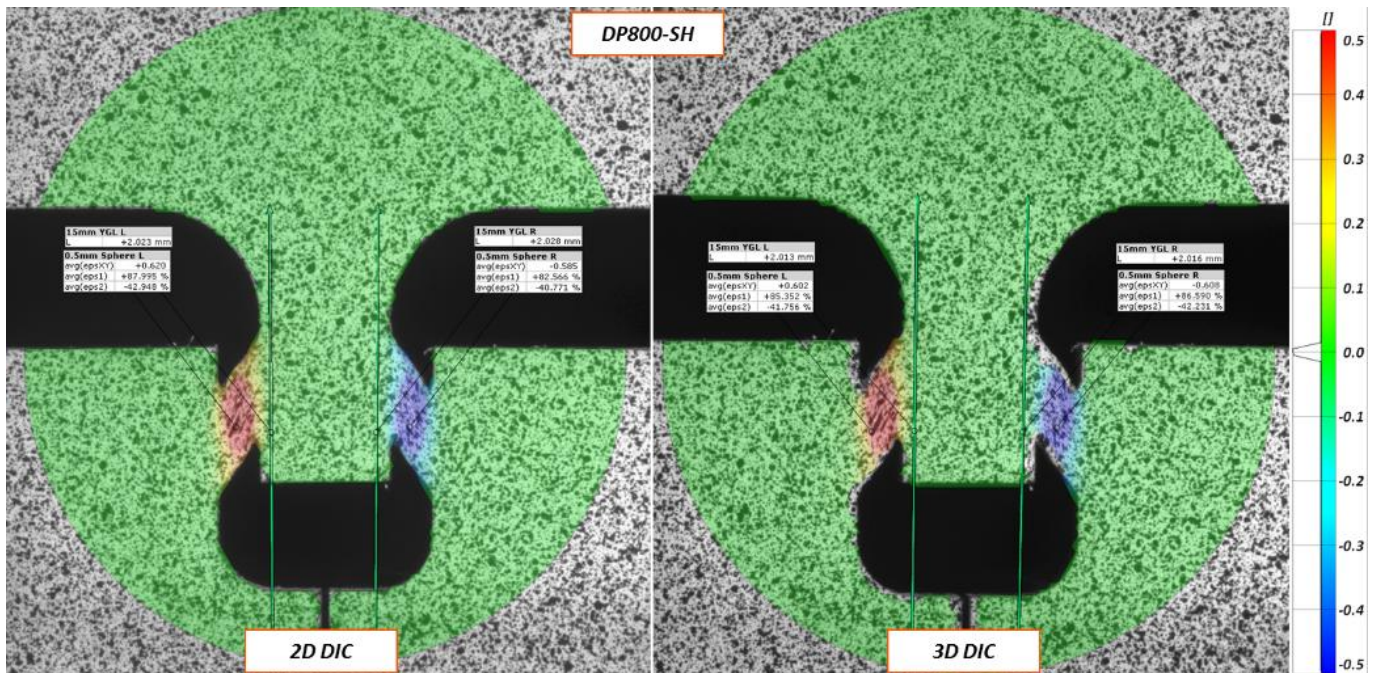 DP800-SH
15mm YGL L
L +2.023 mm
0.5mm Sphere L
avg(epsXY) +0.620
avg(eps1) +87.995 %
avg(eps2) -42.948 %
15mm YGL R
L +2.028 mm
0.5mm Sphere R
avg(epsXY) -0.585
avg(eps1) +82.566 %
avg(eps2) -40.771 %
2D DIC
15mm YGL L
L +2.013 mm
0.5mm Sphere L
avg(epsXY) +0.602
avg(eps1) +85.352 %
avg(eps2) -41.756 %
15mm YGL R
L +2.016 mm
0.5mm Sphere R
avg(epsXY) -0.608
avg(eps1) +86.590 %
avg(eps2) -42.231 %
3D DIC
[]
0.5
0.4
0.3
0.2
0.1
0.0
-0.1
-0.2
-0.3
-0.4
-0.5